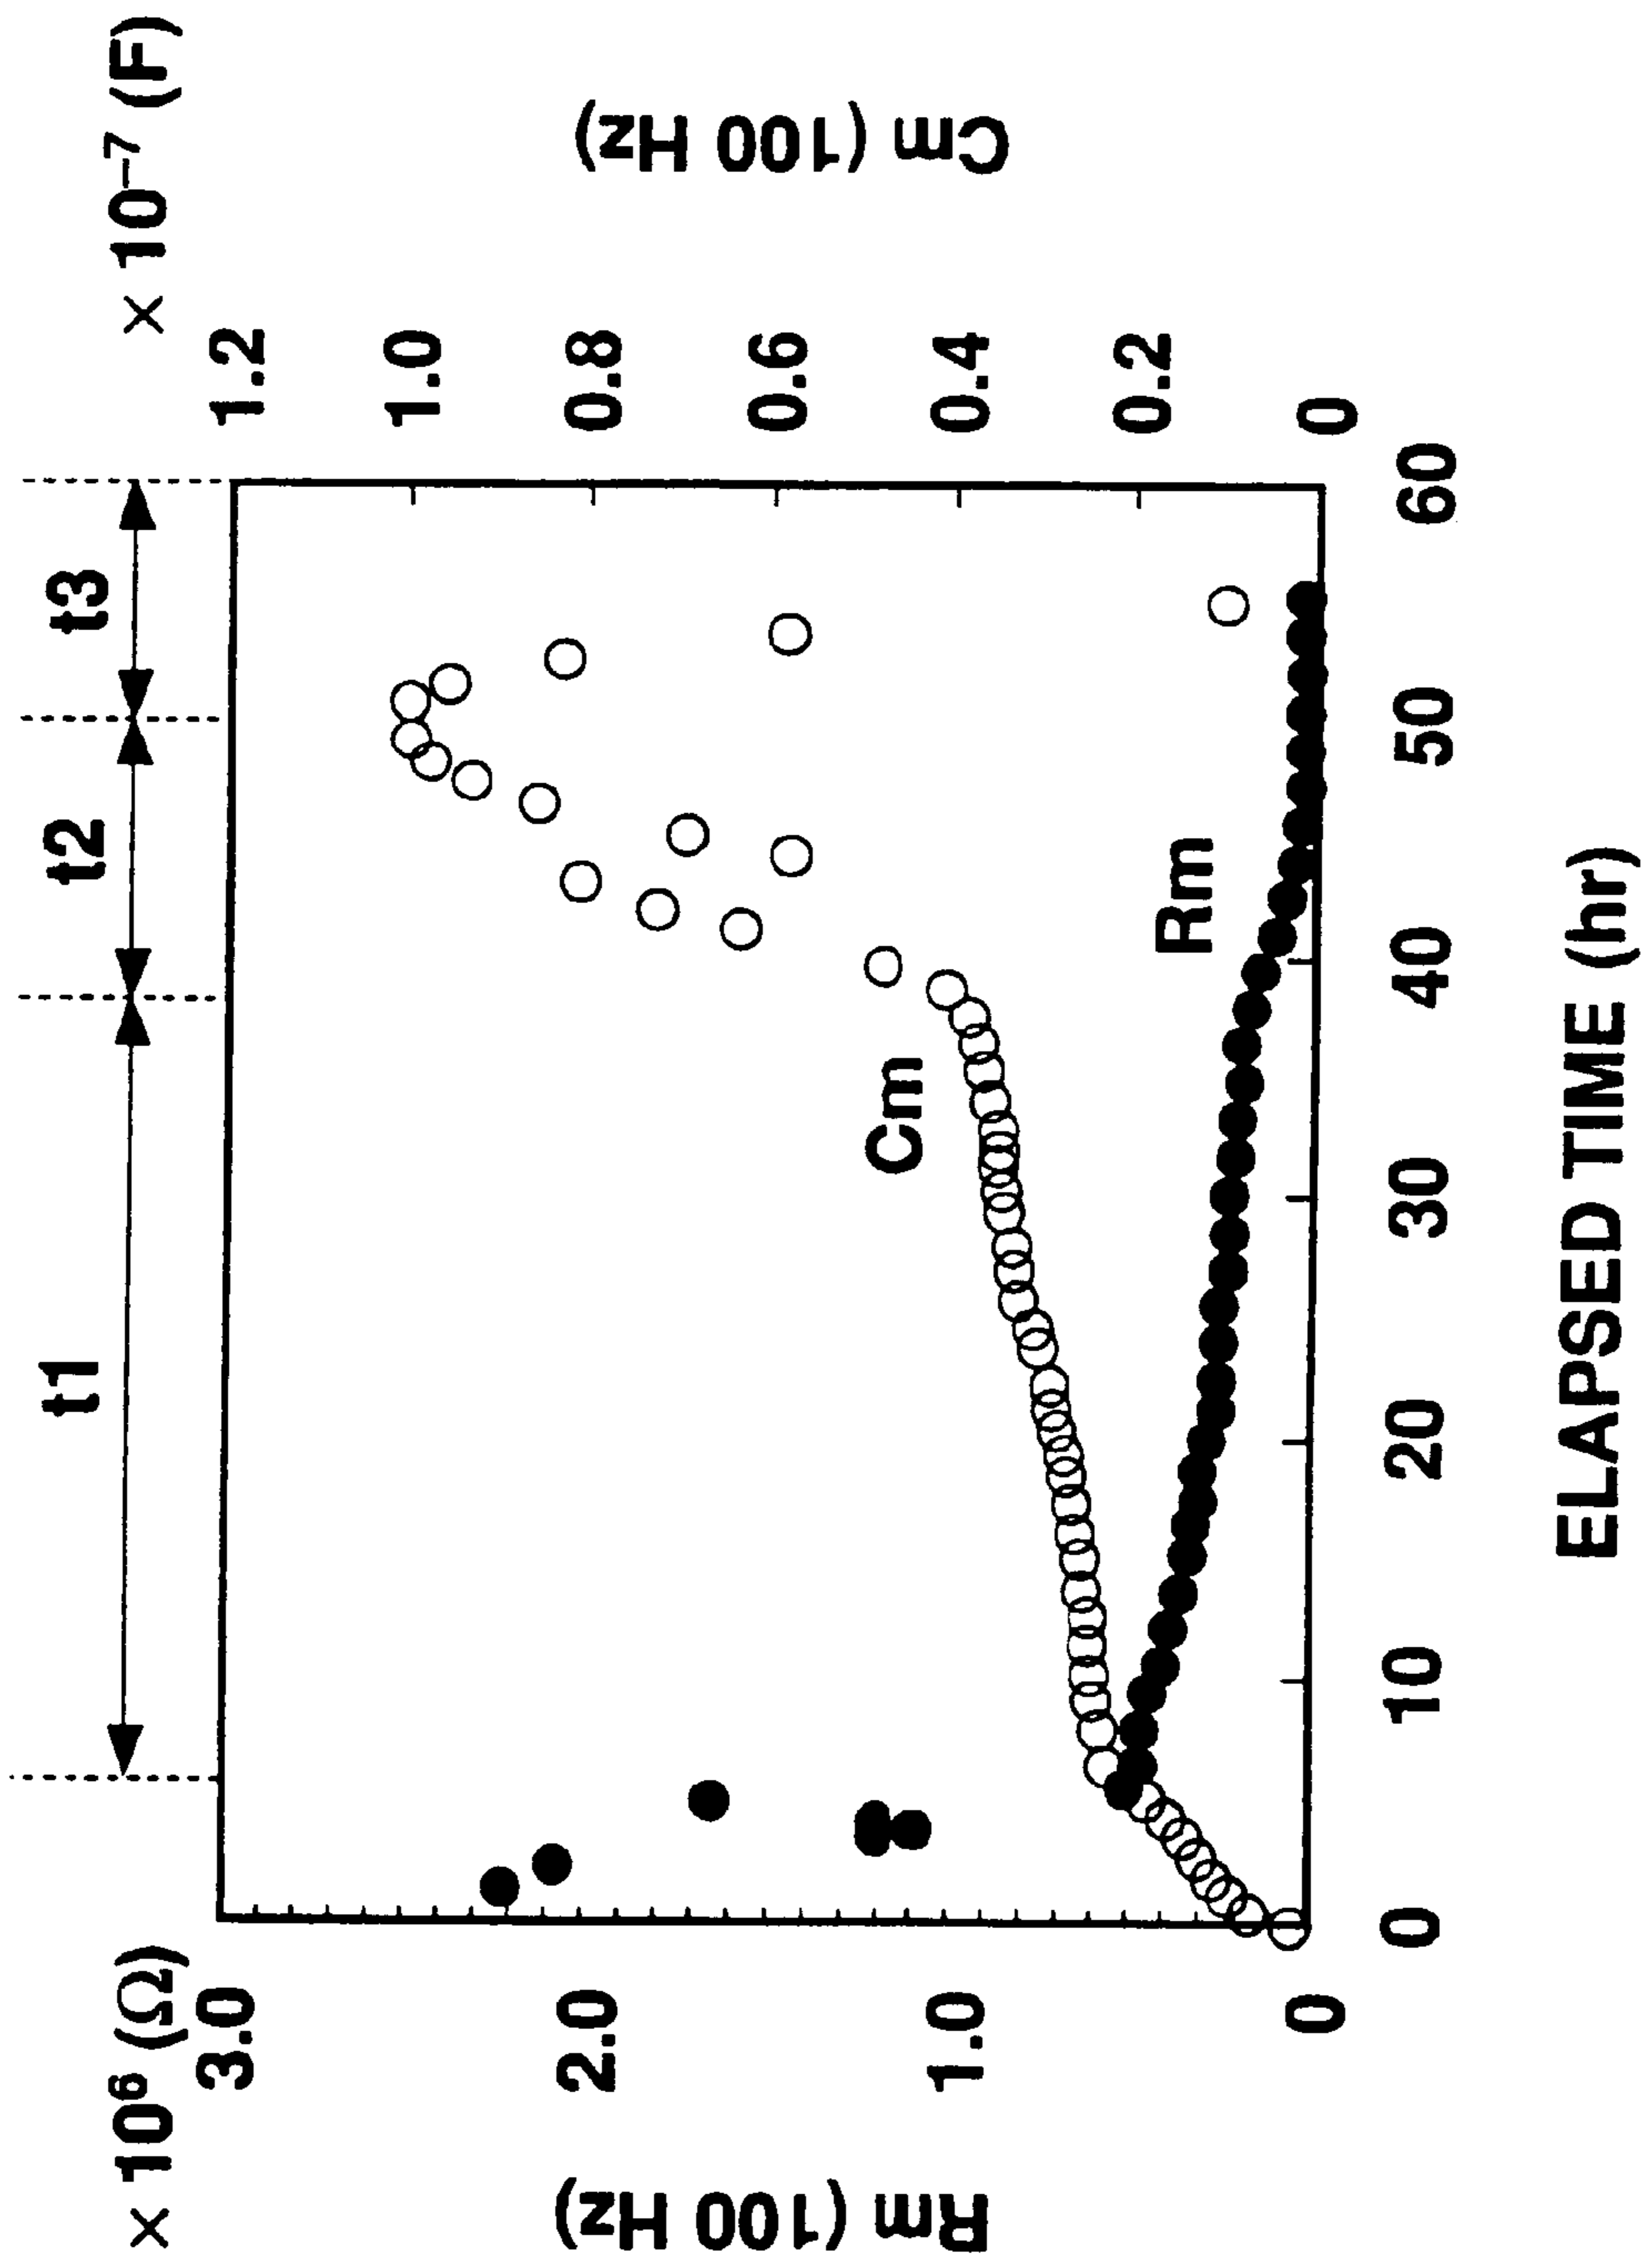 t1
t2
t3
× 10⁶ (Ω)
× 10⁻⁷ (F)
3.0
2.0
1.0
0
Rm (100 Hz)
1.2
1.0
0.8
0.6
0.4
0.2
0
Cm (100 Hz)
Cm
Rm
0
10
20
30
40
50
60
ELAPSED TIME (hr)